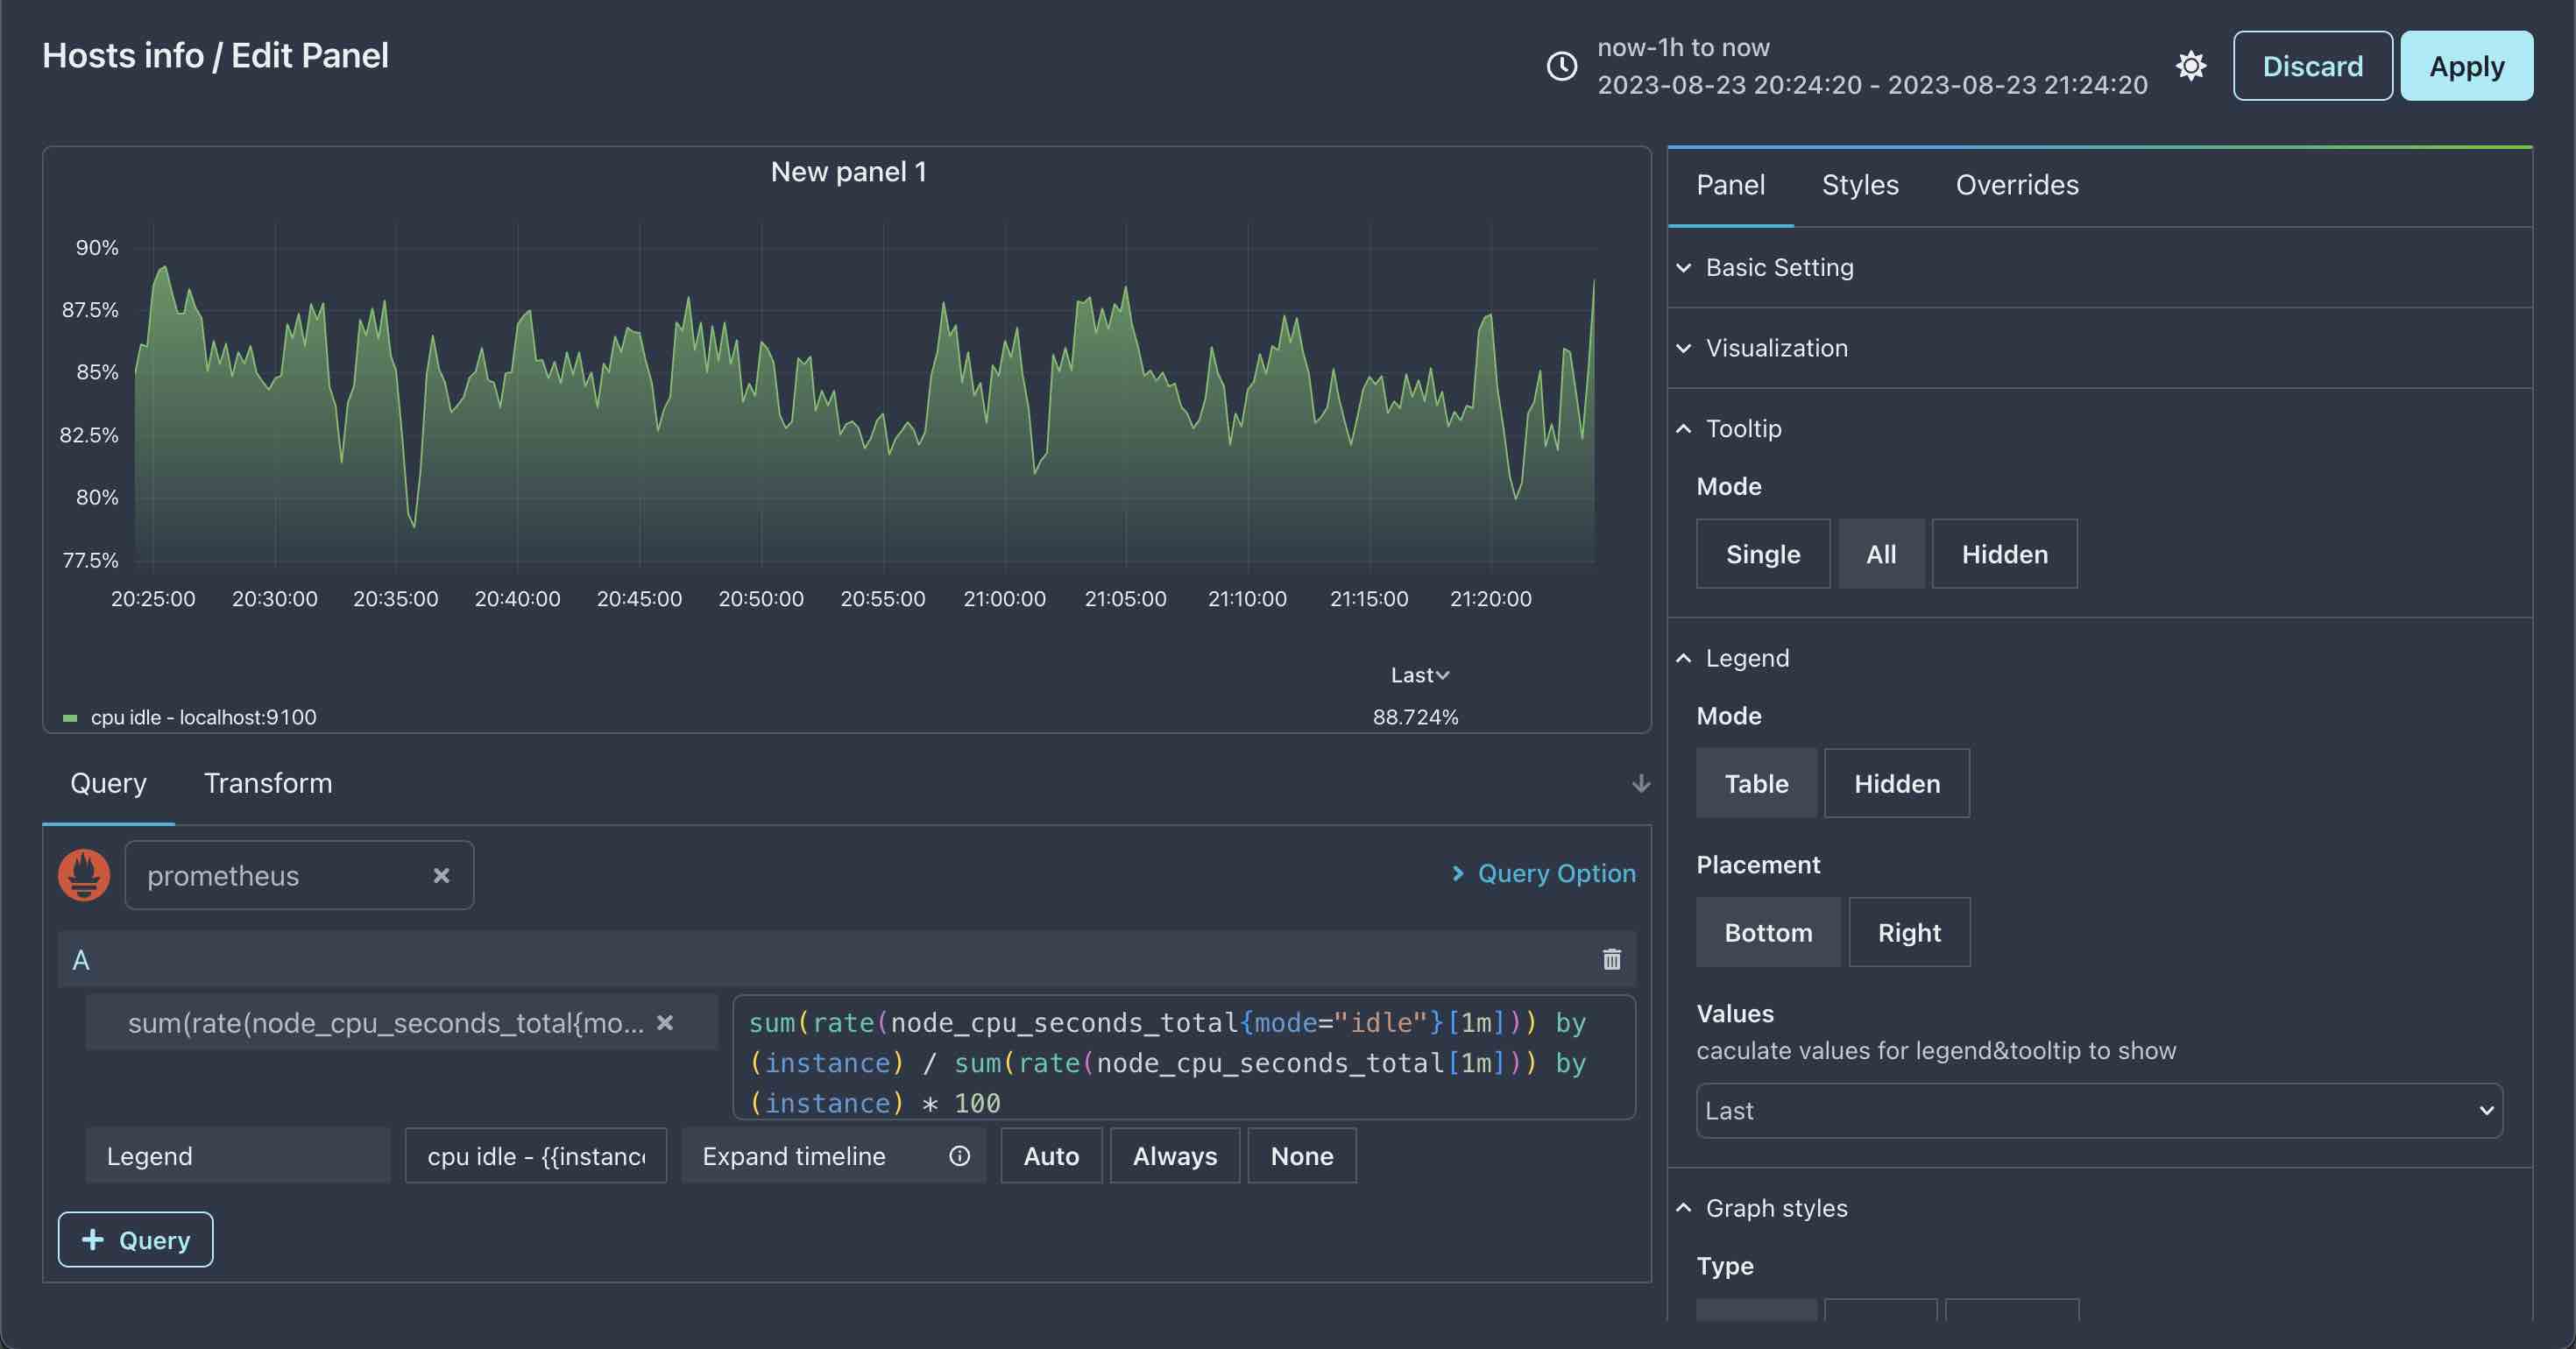 Hosts info / Edit Panel
now-1h to now
2023-08-23 20:24:20 - 2023-08-23 21:24:20
Discard
Apply
New panel 1
90%
87.5%
85%
82.5%
80%
77.5%
20:25:00 20:30:00 20:35:00 20:40:00 20:45:00 20:50:00 20:55:00 21:00:00 21:05:00 21:10:00 21:15:00 21:20:00
Last
cpu idle - localhost:9100 88.724%
Query Transform
prometheus
Query Option
A
sum(rate(node_cpu_seconds_total{mo...
sum(rate(node_cpu_seconds_total{mode="idle"}[1m])) by
(instance) / sum(rate(node_cpu_seconds_total[1m])) by
(instance) * 100
Legend
cpu idle - {{instanc
Expand timeline
Auto Always None
+ Query
Panel Styles Overrides
Basic Setting
Visualization
Tooltip
Mode
Single All Hidden
Legend
Mode
Table Hidden
Placement
Bottom Right
Values
caculate values for legend&tooltip to show
Last
Graph styles
Type